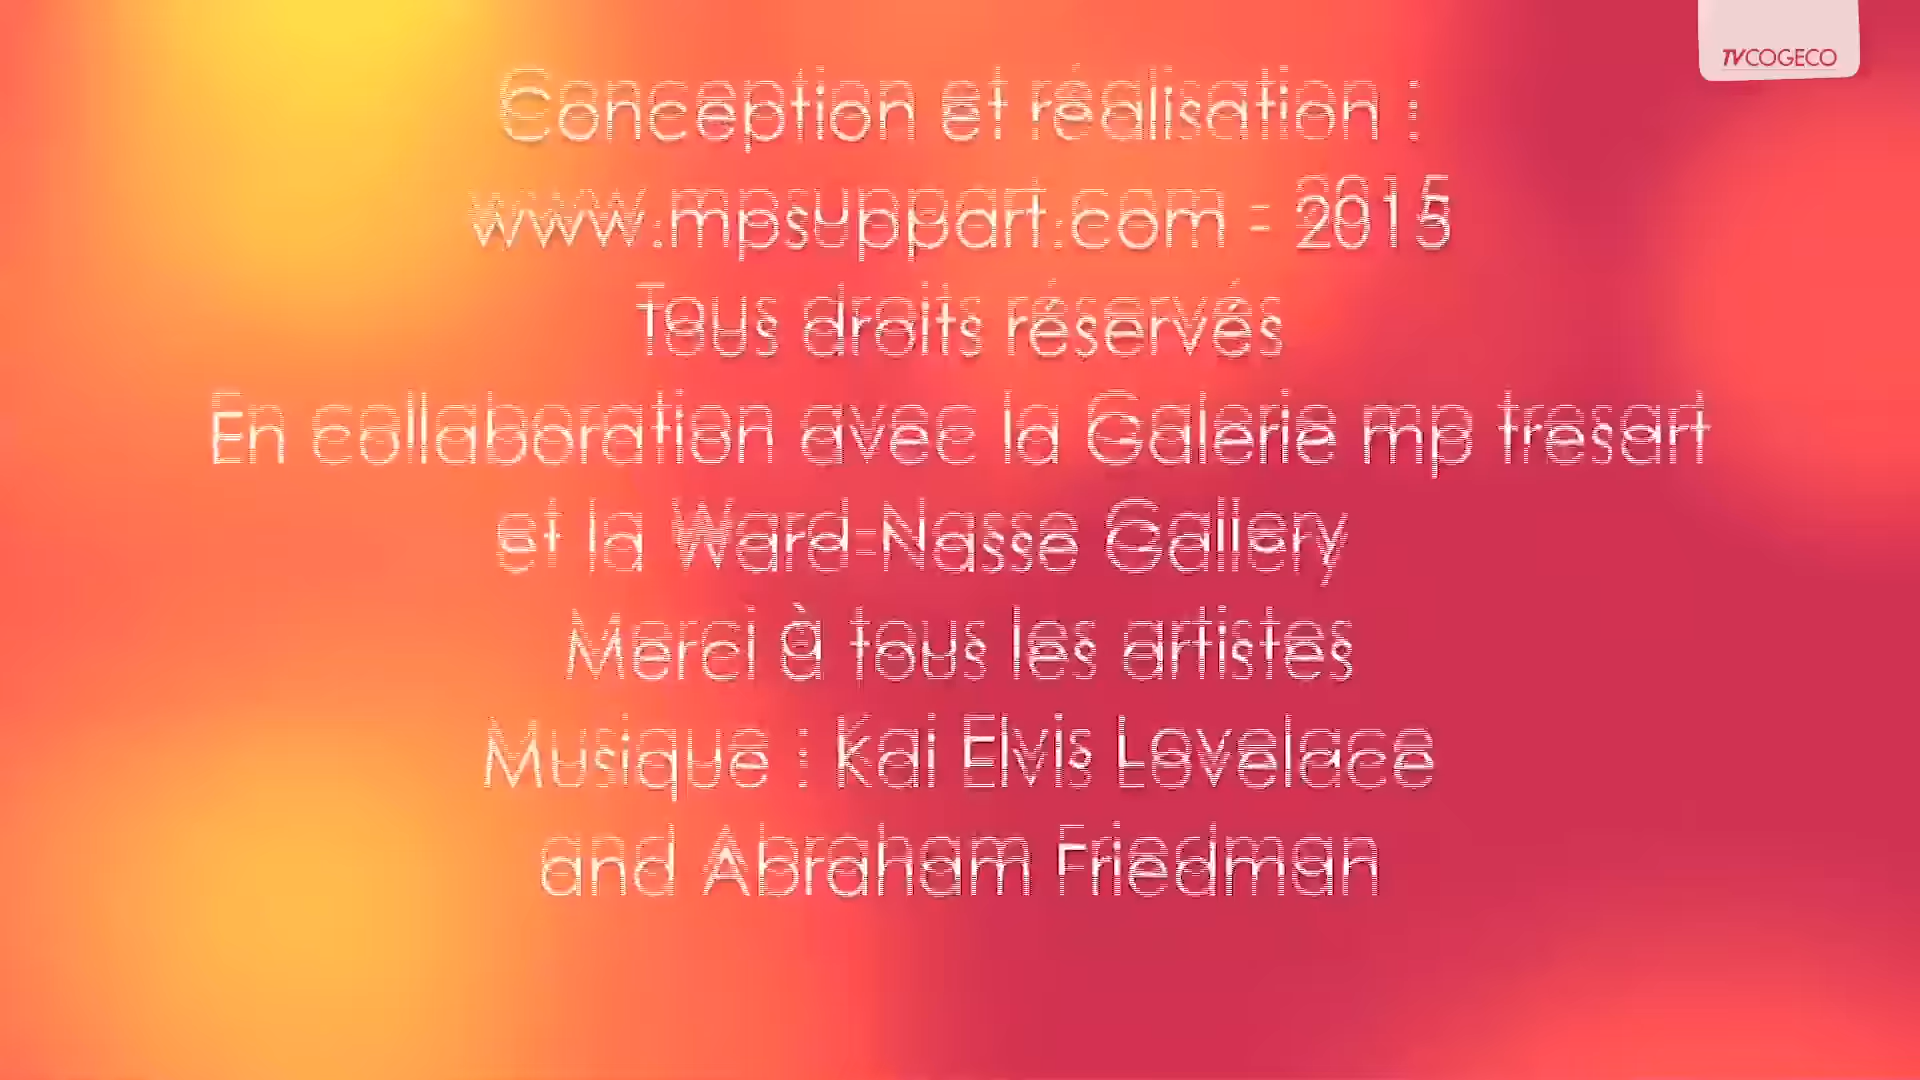 TVCOGECO
Conception et réalisation :
www.mpsuppart.com - 2015
Tous droits réservés
En collaboration avec la Galerie mp tresart
et la Ward-Nasse Gallery
Merci à tous les artistes
Musique : Kai Elvis Lovelace
and Abraham Friedman